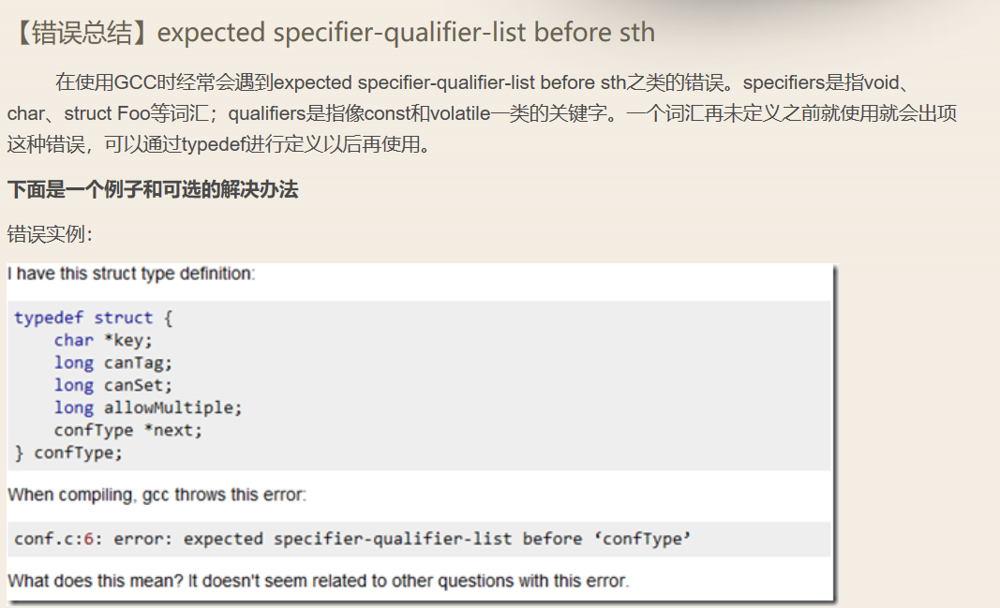 【错误总结】expected specifier-qualifier-list before sth
在使用GCC时经常会遇到expected specifier-qualifier-list before sth之类的错误。specifiers是指void、
char、struct Foo等词汇；qualifiers是指像const和volatile一类的关键字。一个词汇再未定义之前就使用就会出项
这种错误，可以通过typedef进行定义以后再使用。
下面是一个例子和可选的解决办法
错误实例：
I have this struct type definition:
typedef struct {
    char *key;
    long canTag;
    long canSet;
    long allowMultiple;
    confType *next;
} confType;
When compiling, gcc throws this error:
conf.c:6: error: expected specifier-qualifier-list before ‘confType’
What does this mean? It doesn't seem related to other questions with this error.